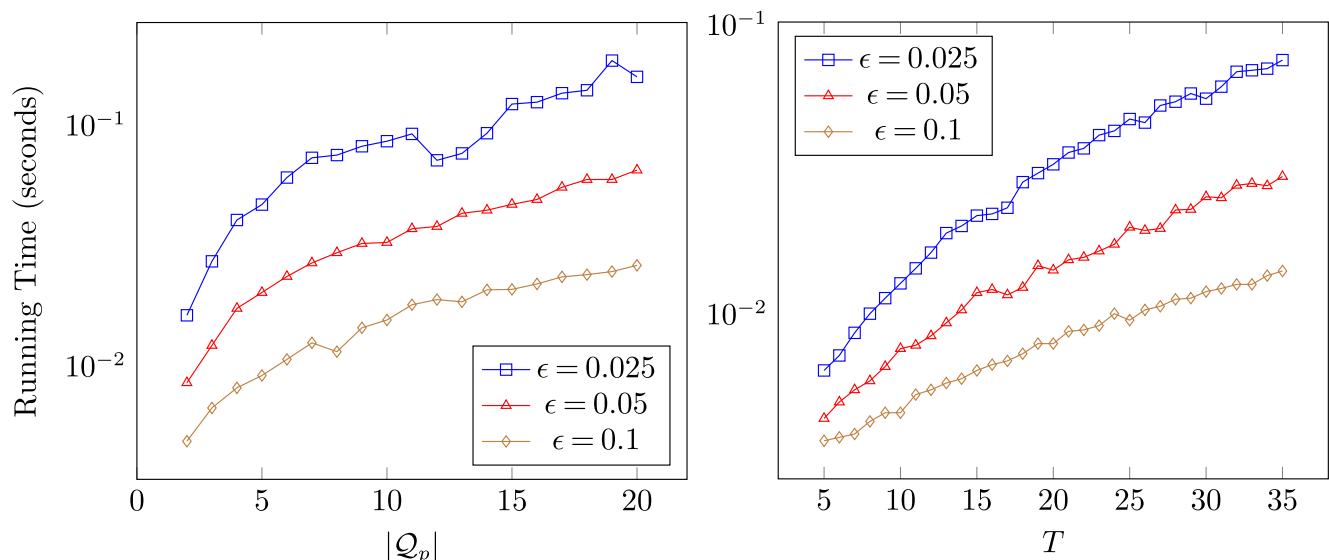 Running Time (seconds)
10⁻¹
10⁻²
0 5 10 15 20
|𝒬ₚ|
ϵ = 0.025
ϵ = 0.05
ϵ = 0.1
10⁻¹
10⁻²
5 10 15 20 25 30 35
T
ϵ = 0.025
ϵ = 0.05
ϵ = 0.1